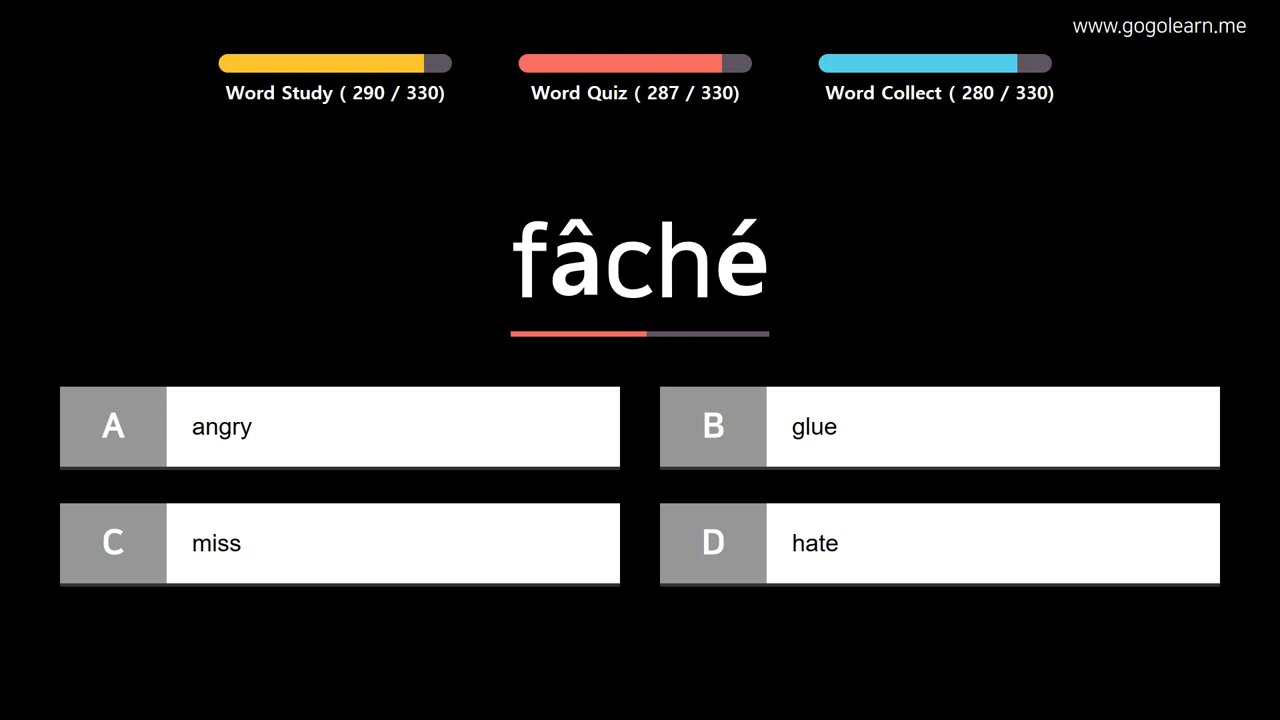 www.gogolearn.me
Word Study ( 290 / 330)
Word Quiz ( 287 / 330)
Word Collect ( 280 / 330)
fâché
A angry
B glue
C miss
D hate